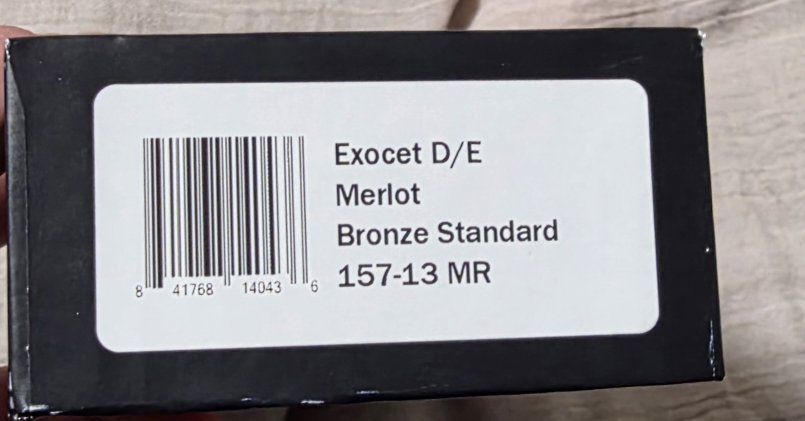 Exocet D/E
Merlot
Bronze Standard
157-13 MR
8 41768 14043 6